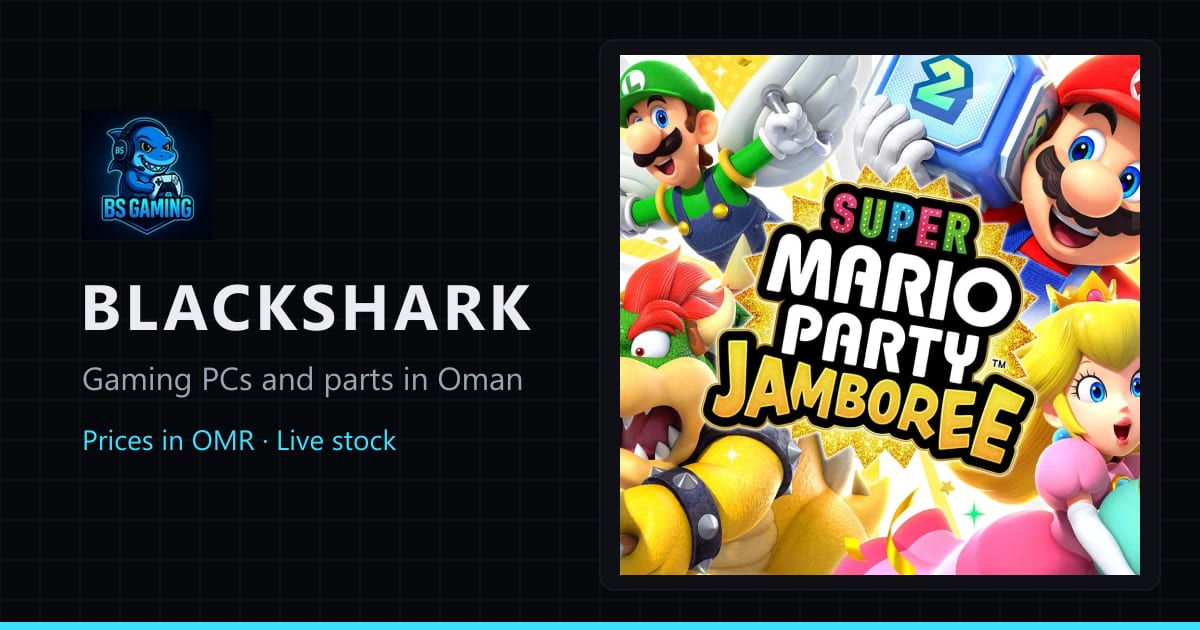 BS
BS GAMING
BLACKSHARK
Gaming PCs and parts in Oman
Prices in OMR · Live stock
L
2
M
SUPER
MARIO
PARTY
TM
JAMBOREE